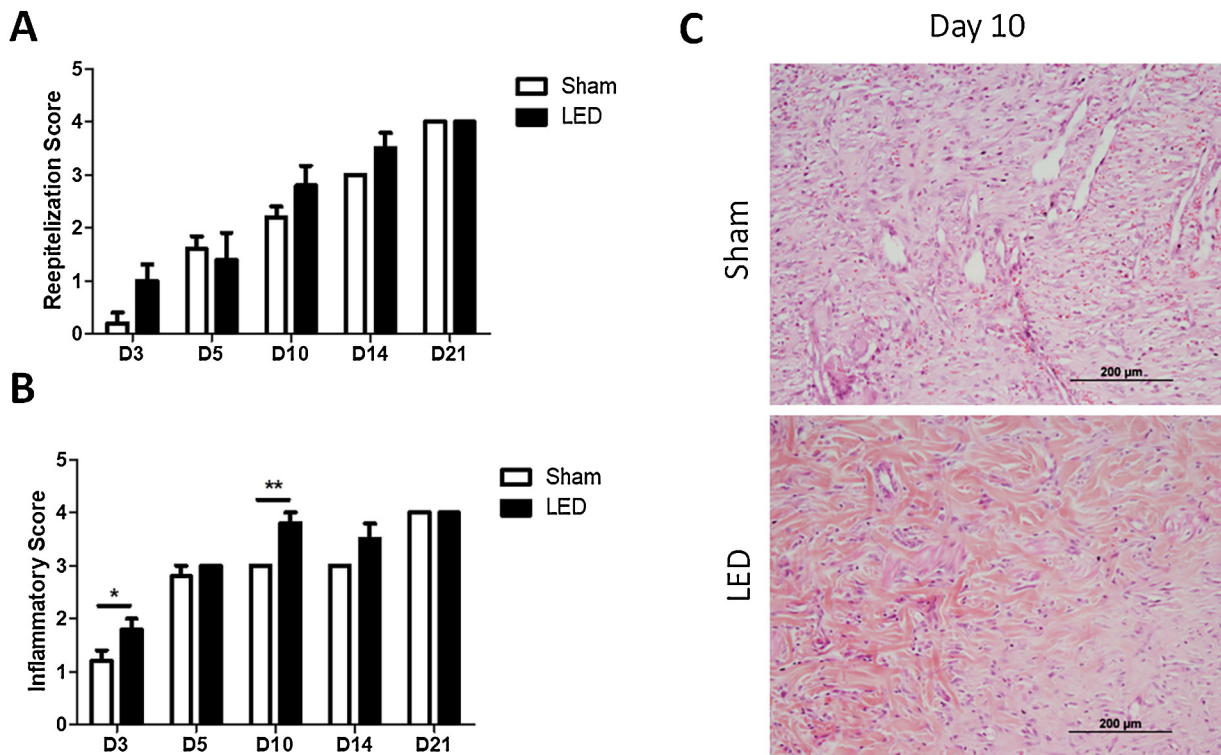 A
Reepitelization Score
5
4
3
2
1
0
D3 D5 D10 D14 D21
Sham
LED
B
Inflammatory Score
5
4
3
2
1
0
*
**
D3 D5 D10 D14 D21
Sham
LED
C
Day 10
Sham
200 µm
LED
200 µm